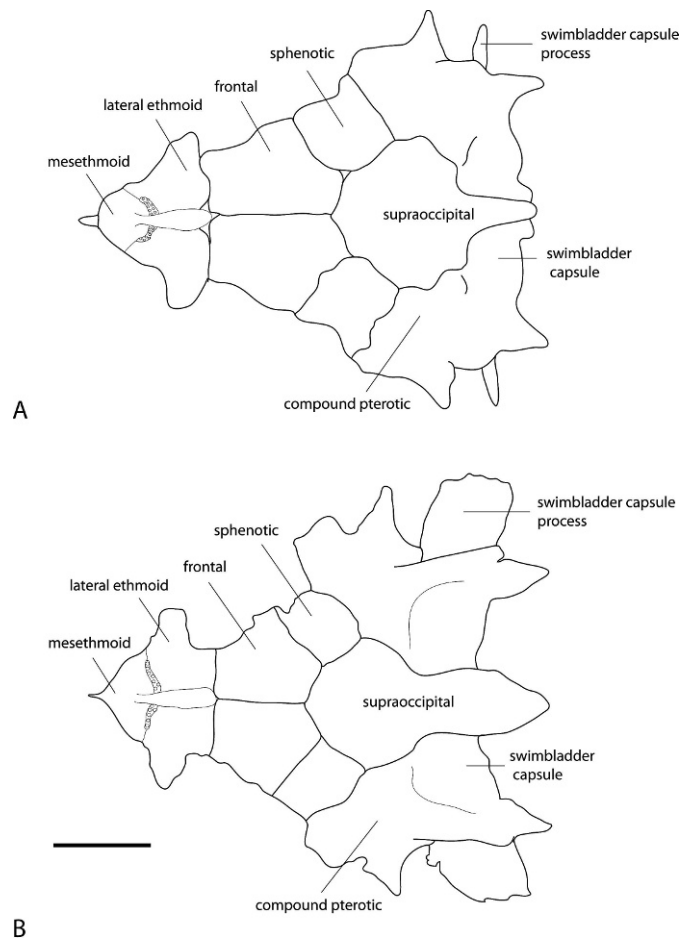 swimbladder capsule
process
sphenotic
frontal
lateral ethmoid
mesethmoid
supraoccipital
swimbladder
capsule
compound pterotic
A
swimbladder capsule
process
sphenotic
frontal
lateral ethmoid
mesethmoid
supraoccipital
swimbladder
capsule
compound pterotic
B